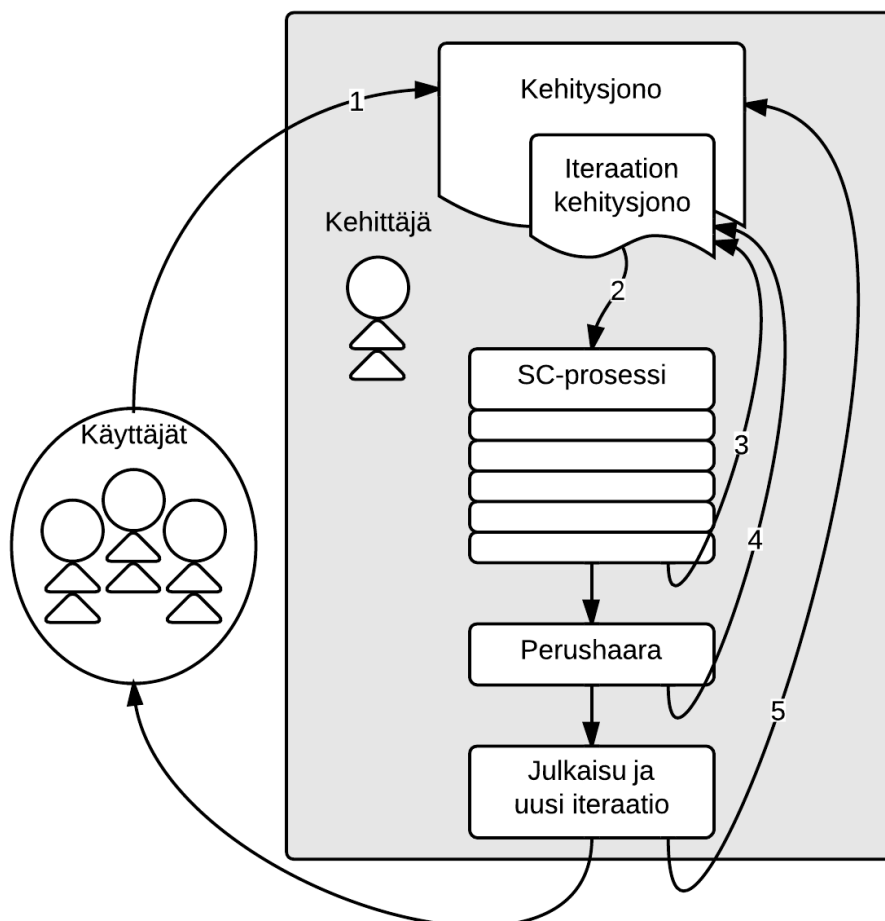 Kehitysjono
1
Iteraation
kehitysjono
Kehittäjä
2
SC-prosessi
Käyttäjät
3
4
Perushaara
5
Julkaisu ja
uusi iteraatio